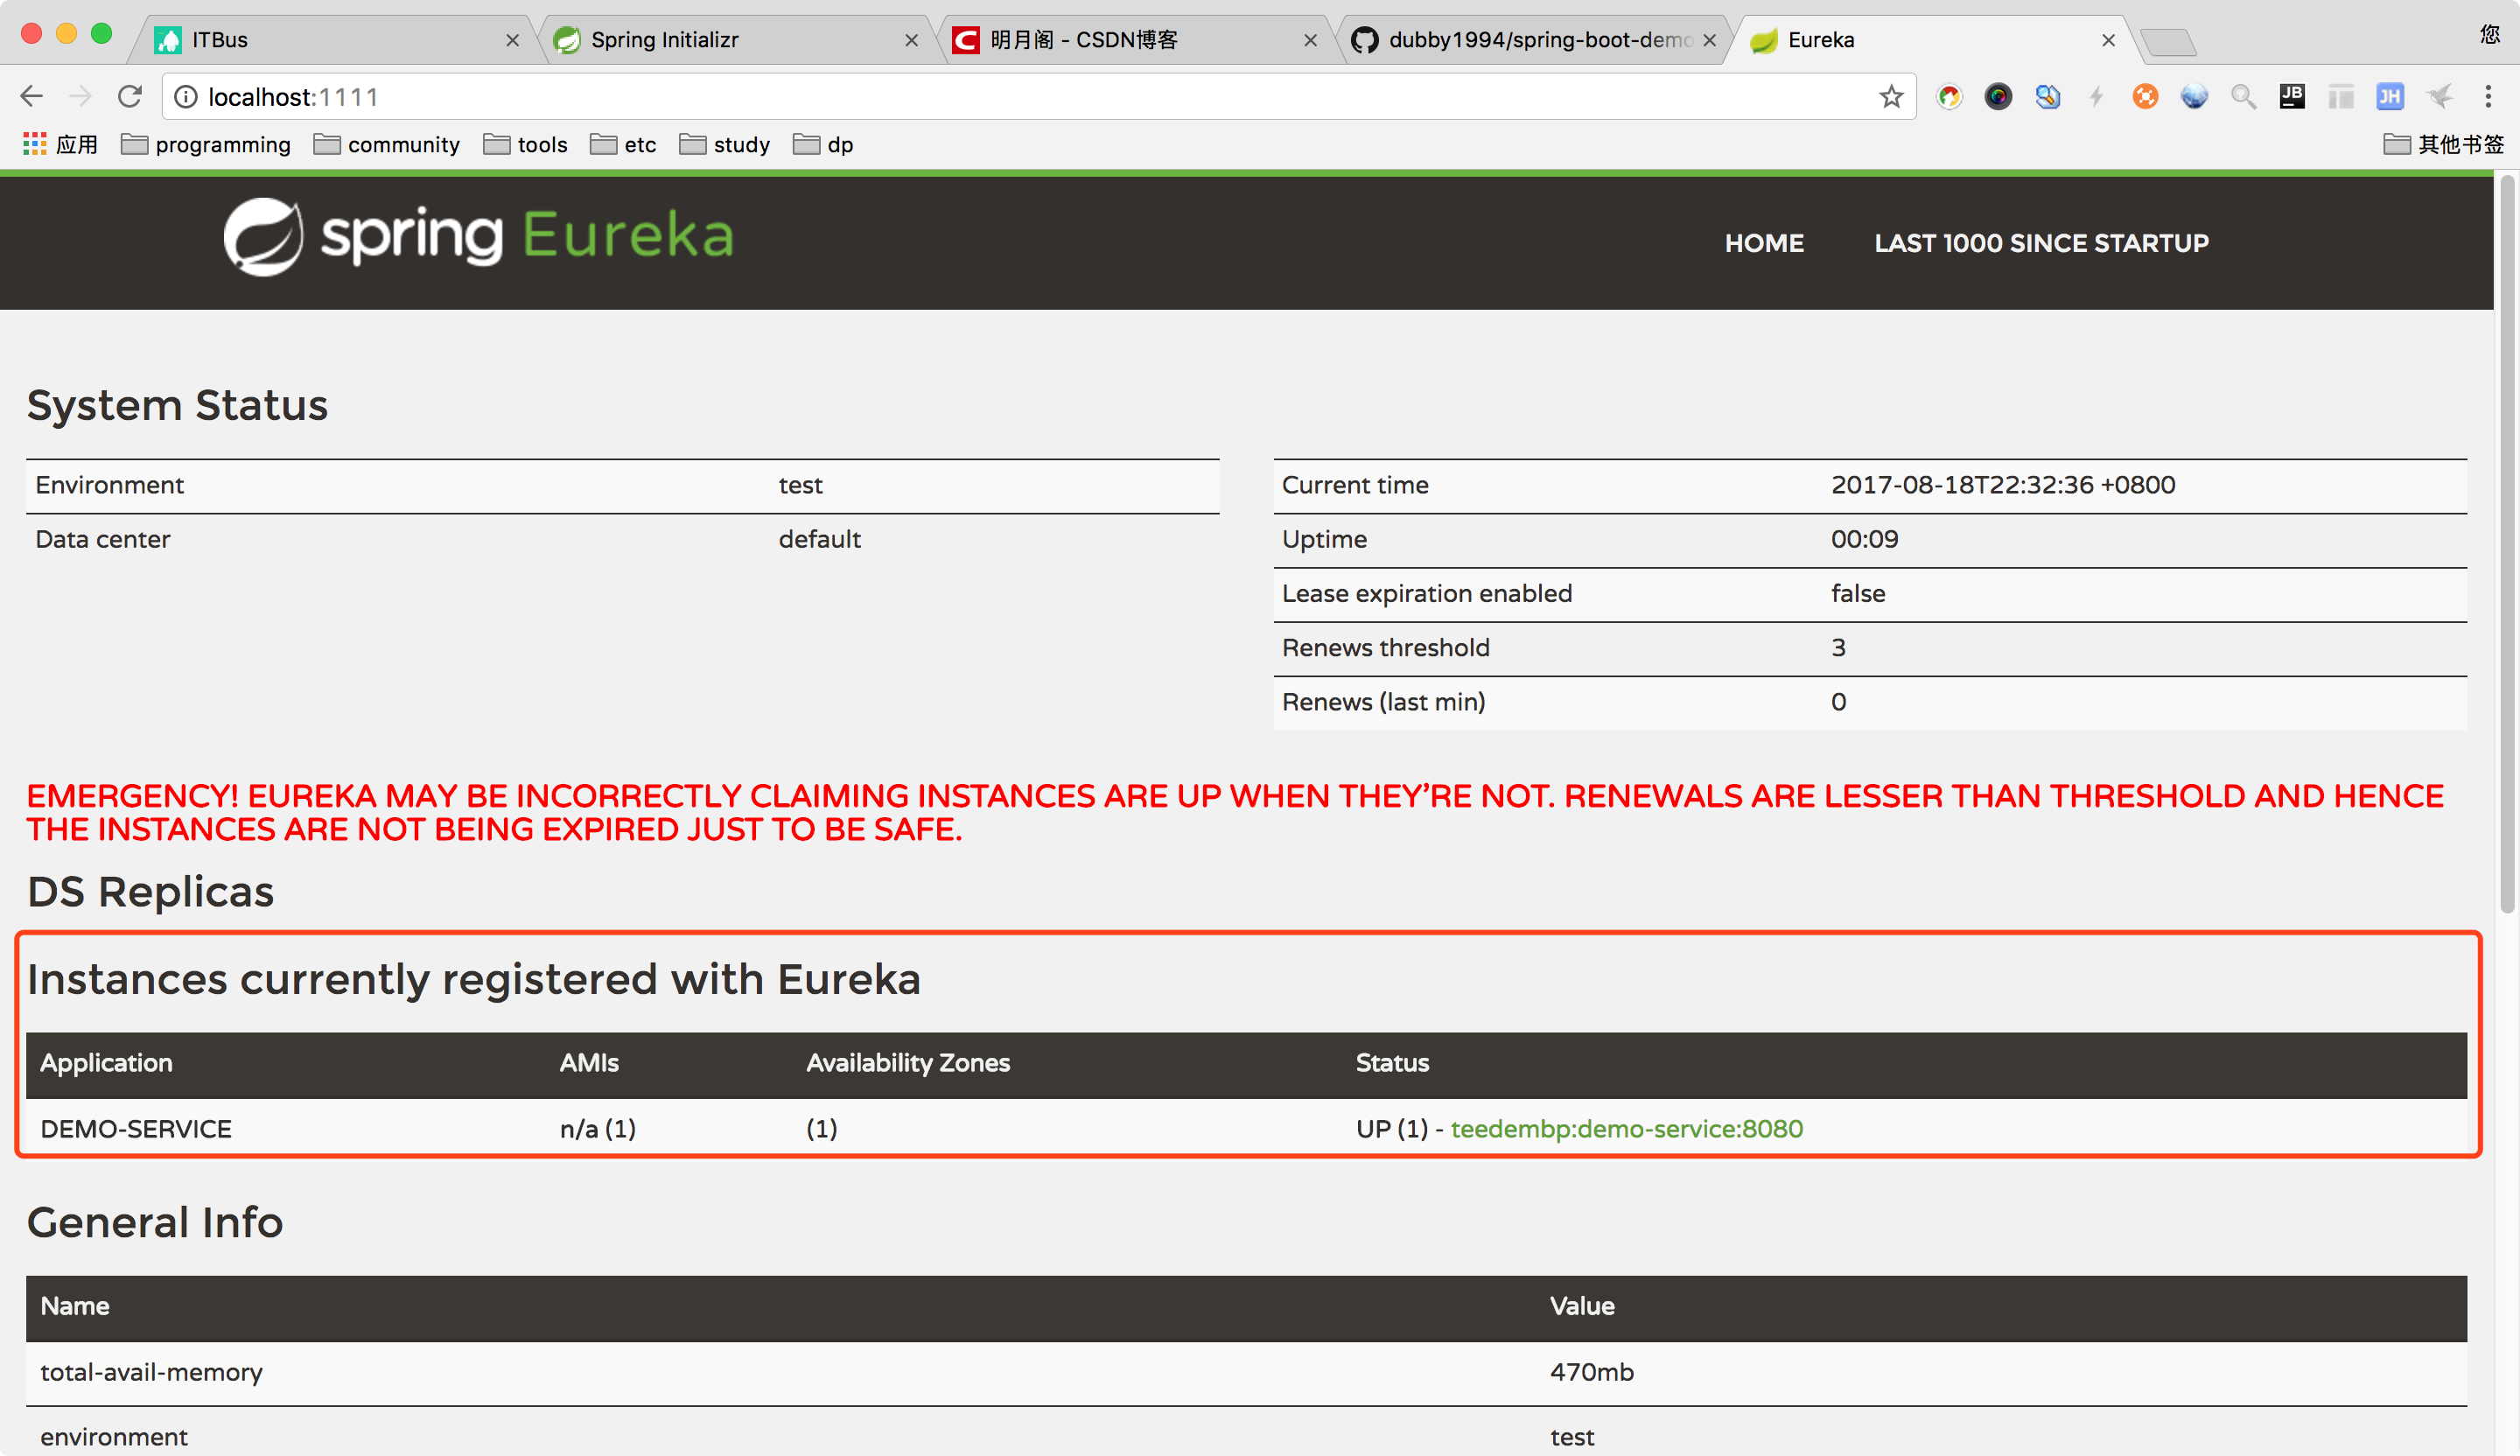 ITBus
Spring Initializr
明月阁 - CSDN博客
dubby1994/spring-boot-demo
Eureka
您
localhost:1111
JB
JH
应用
programming
community
tools
etc
study
dp
其他书签
spring Eureka
HOME
LAST 1000 SINCE STARTUP
System Status
Environment test
Data center default
Current time 2017-08-18T22:32:36 +0800
Uptime 00:09
Lease expiration enabled false
Renews threshold 3
Renews (last min) 0
EMERGENCY! EUREKA MAY BE INCORRECTLY CLAIMING INSTANCES ARE UP WHEN THEY'RE NOT. RENEWALS ARE LESSER THAN THRESHOLD AND HENCE
THE INSTANCES ARE NOT BEING EXPIRED JUST TO BE SAFE.
DS Replicas
Instances currently registered with Eureka
Application AMIs Availability Zones Status
DEMO-SERVICE n/a (1) (1) UP (1) - teedembp:demo-service:8080
General Info
Name Value
total-avail-memory 470mb
environment test